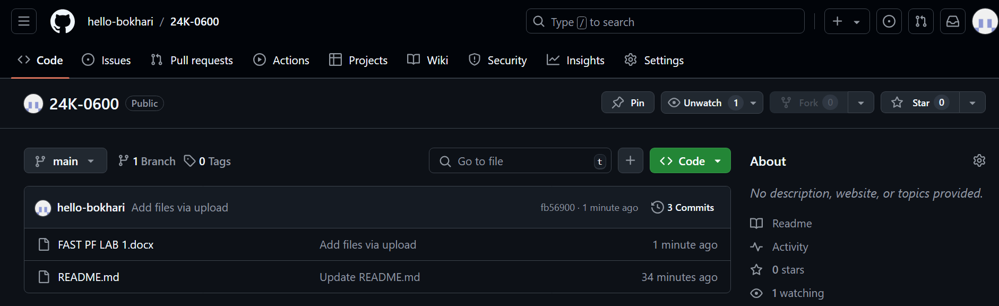 hello-bokhari / 24K-0600
Type / to search
Code Issues Pull requests Actions Projects Wiki Security Insights Settings
24K-0600 Public
Pin Unwatch 1 Fork 0 Star 0
main 1 Branch 0 Tags
Go to file t
Code
About
No description, website, or topics provided.
hello-bokhari Add files via upload fb56900 · 1 minute ago 3 Commits
FAST PF LAB 1.docx Add files via upload 1 minute ago
README.md Update README.md 34 minutes ago
Readme
Activity
0 stars
1 watching